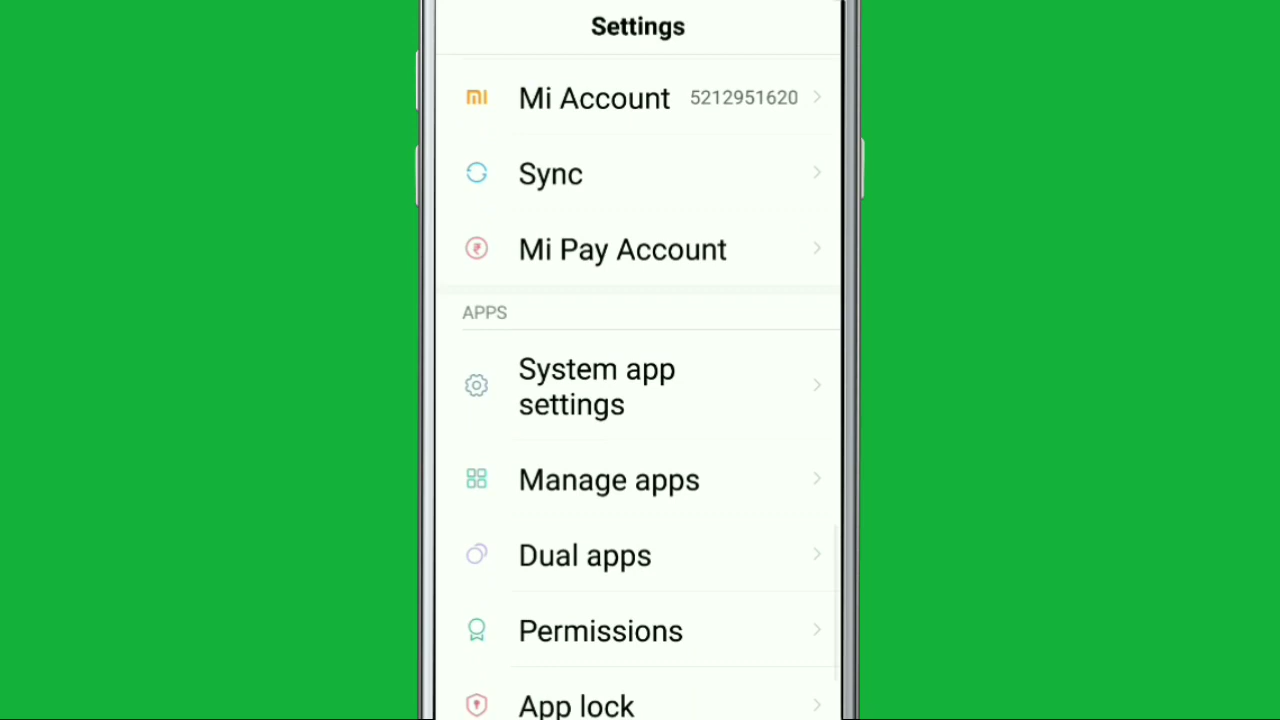 Settings
Mi Account 5212951620
Sync
Mi Pay Account
APPS
System app
settings
Manage apps
Dual apps
Permissions
App lock